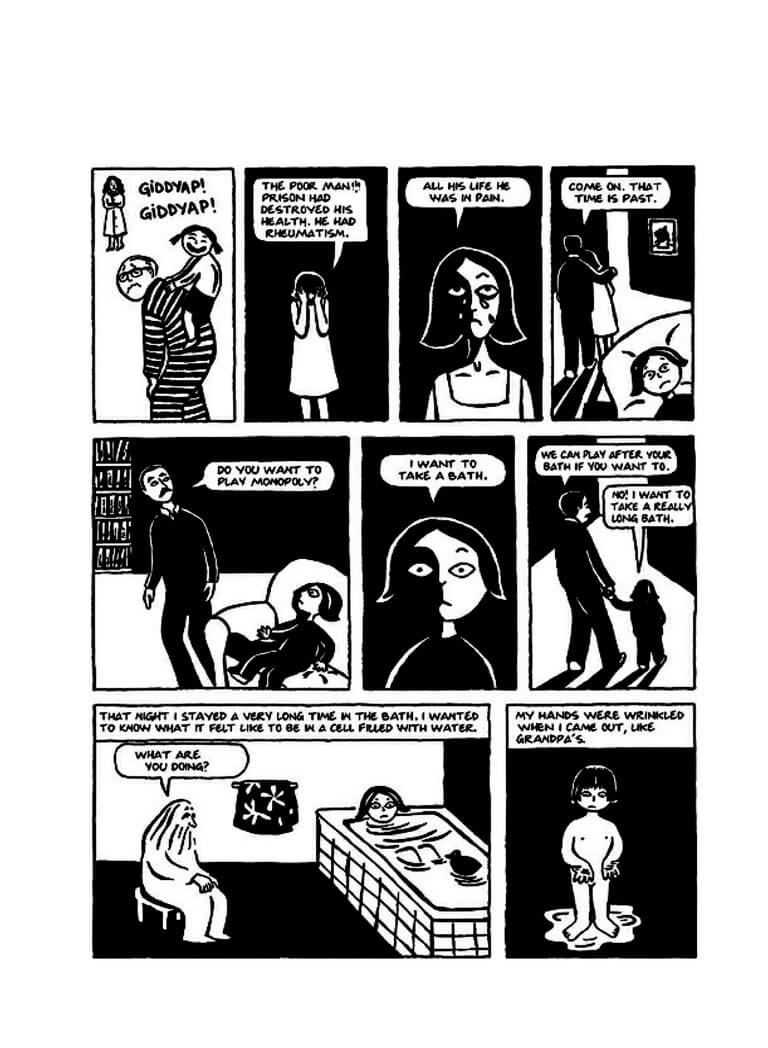 GIDDYAP!
GIDDYAP!
THE POOR MAN!!!
PRISON HAD
DESTROYED HIS
HEALTH. HE HAD
RHEUMATISM.
ALL HIS LIFE HE
WAS IN PAIN.
COME ON. THAT
TIME IS PAST.
DO YOU WANT TO
PLAY MONOPOLY?
I WANT TO
TAKE A BATH.
WE CAN PLAY AFTER YOUR
BATH IF YOU WANT TO.
NO! I WANT TO
TAKE A REALLY
LONG BATH.
THAT NIGHT I STAYED A VERY LONG TIME IN THE BATH. I WANTED
TO KNOW WHAT IT FELT LIKE TO BE IN A CELL FILLED WITH WATER.
WHAT ARE
YOU DOING?
MY HANDS WERE WRINKLED
WHEN I CAME OUT, LIKE
GRANDPA'S.